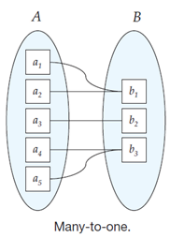 A B
a₁
a₂ b₁
a₃ b₂
a₄ b₃
a₅
Many-to-one.